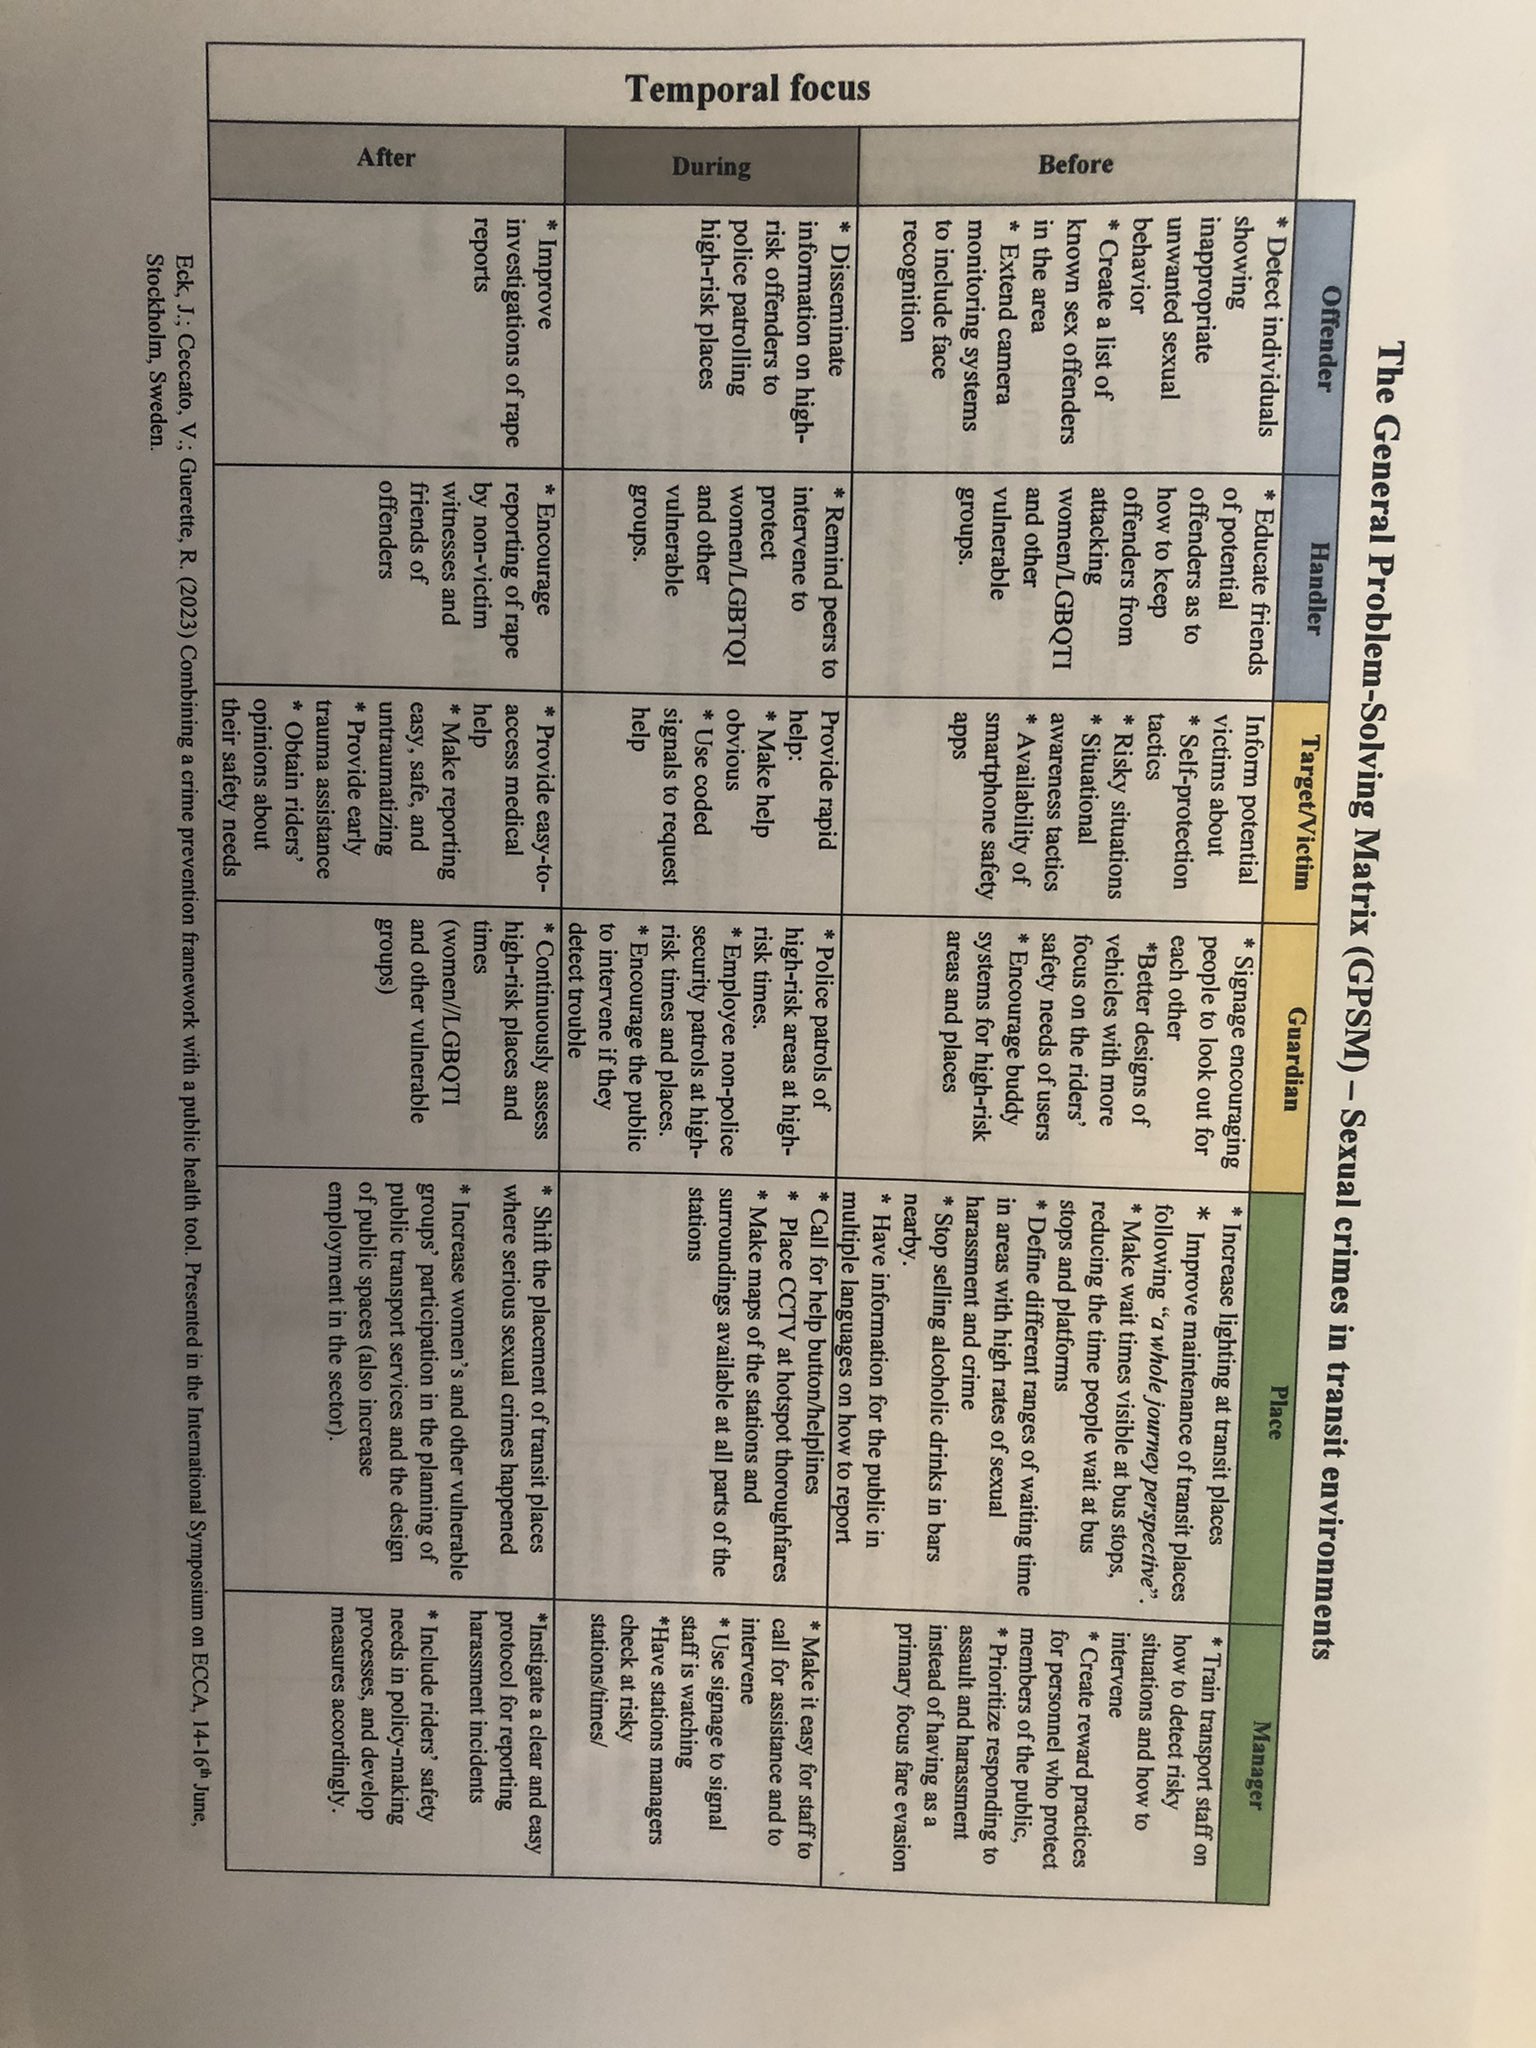 The General Problem-Solving Matrix (GPSM) – Sexual crimes in transit environments
Offender
Handler
Target/Victim
Guardian
Place
Manager
Temporal focus
Before
* Detect individuals
showing
inappropriate
unwanted sexual
behavior
* Create a list of
known sex offenders
in the area
* Extend camera
monitoring systems
to include face
recognition
* Educate friends
of potential
offenders as to
how to keep
offenders from
attacking
women/LGBQTI
and other
vulnerable
groups.
Inform potential
victims about
* Self-protection
tactics
* Risky situations
* Situational
awareness tactics
* Availability of
smartphone safety
apps
* Signage encouraging
people to look out for
each other
*Better designs of
vehicles with more
focus on the riders'
safety needs of users
* Encourage buddy
systems for high-risk
areas and places
* Increase lighting at transit places
* Improve maintenance of transit places
following "a whole journey perspective".
* Make wait times visible at bus stops,
reducing the time people wait at bus
stops and platforms
* Define different ranges of waiting time
in areas with high rates of sexual
harassment and crime
* Stop selling alcoholic drinks in bars
nearby.
* Have information for the public in
multiple languages on how to report
* Train transport staff on
how to detect risky
situations and how to
intervene
* Create reward practices
for personnel who protect
members of the public,
* Prioritize responding to
assault and harassment
instead of having as a
primary focus fare evasion
During
* Disseminate
information on high-
risk offenders to
police patrolling
high-risk places
* Remind peers to
intervene to
protect
women/LGBTQI
and other
vulnerable
groups.
Provide rapid
help:
* Make help
obvious
* Use coded
signals to request
help
* Police patrols of
high-risk areas at high-
risk times.
* Employee non-police
security patrols at high-
risk times and places.
* Encourage the public
to intervene if they
detect trouble
* Call for help button/helplines
* Place CCTV at hotspot thoroughfares
* Make maps of the stations and
surroundings available at all parts of the
stations
* Make it easy for staff to
call for assistance and to
intervene
* Use signage to signal
staff is watching
*Have stations managers
check at risky
stations/times/
After
* Improve
investigations of rape
reports
* Encourage
reporting of rape
by non-victim
witnesses and
friends of
offenders
* Provide easy-to-
access medical
help
* Make reporting
easy, safe, and
untraumatizing
* Provide early
trauma assistance
* Obtain riders'
opinions about
their safety needs
* Continuously assess
high-risk places and
times
(women//LGBQTI
and other vulnerable
groups)
* Shift the placement of transit places
where serious sexual crimes happened
* Increase women's and other vulnerable
groups' participation in the planning of
public transport services and the design
of public spaces (also increase
employment in the sector).
*Instigate a clear and easy
protocol for reporting
harassment incidents
* Include riders' safety
needs in policy-making
processes, and develop
measures accordingly.
Eck, J.; Ceccato, V.; Guerette, R. (2023) Combining a crime prevention framework with a public health tool. Presented in the International Symposium on ECCA, 14-16th June,
Stockholm, Sweden.